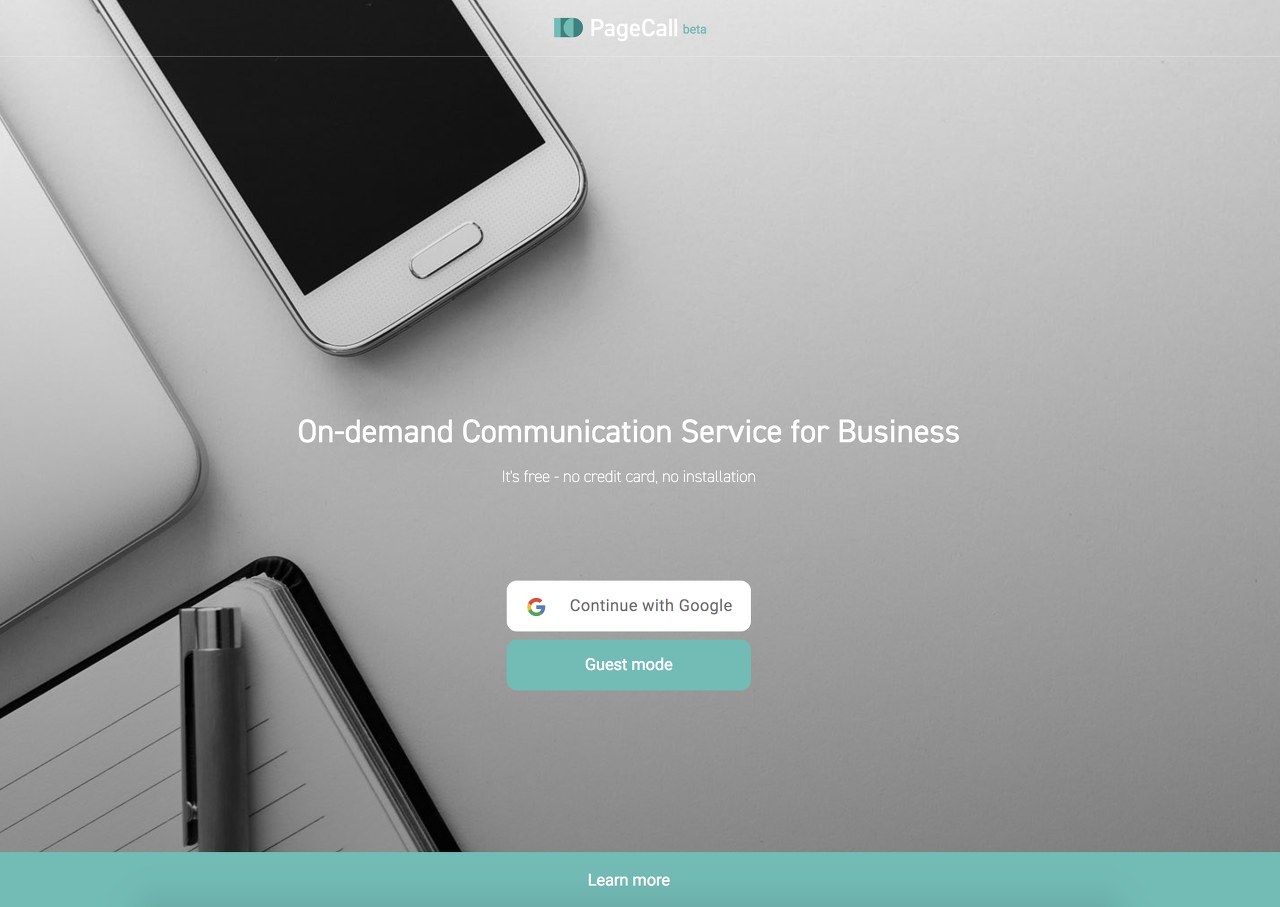 PageCall beta
On-demand Communication Service for Business
It's free - no credit card, no installation
Continue with Google
Guest mode
Learn more